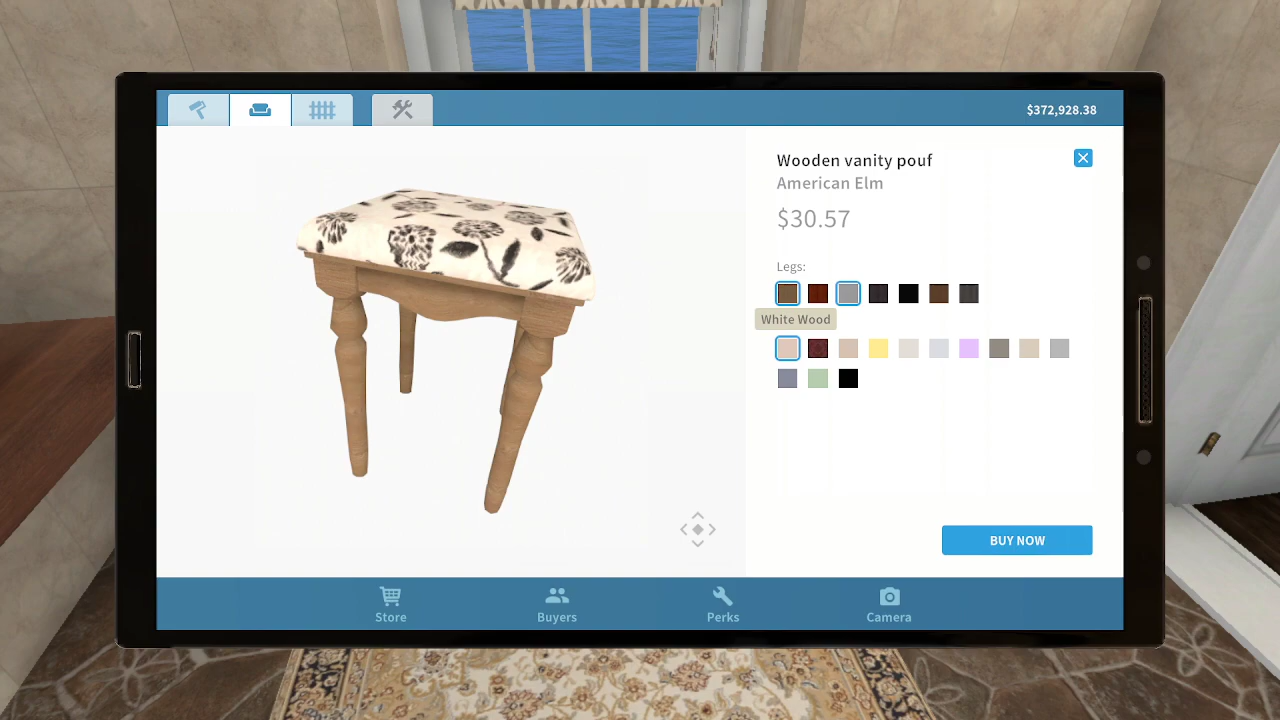 $372,928.38
Wooden vanity pouf
American Elm
$30.57
Legs:
White Wood
BUY NOW
Store
Buyers
Perks
Camera